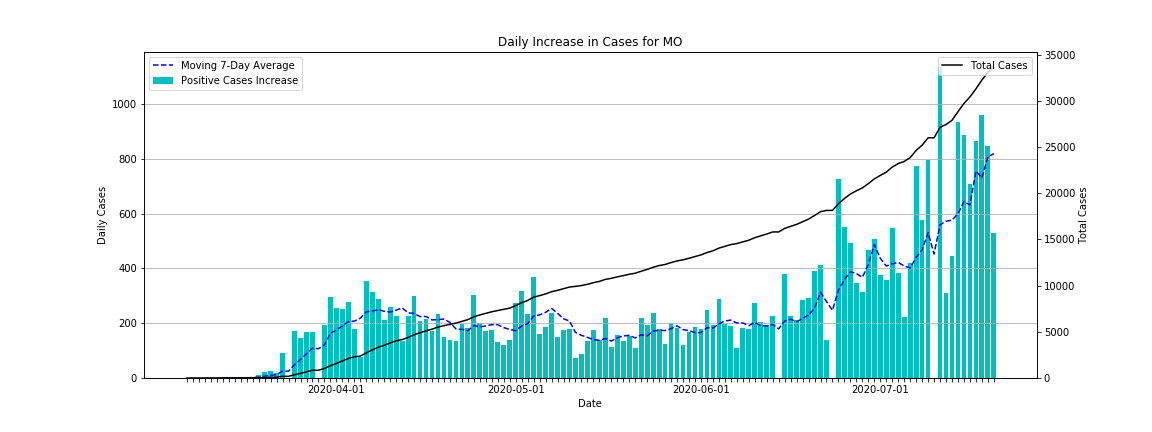 Daily Increase in Cases for MO
Moving 7-Day Average
Positive Cases Increase
Total Cases
35000
30000
25000
20000
15000
10000
5000
0
1000
800
600
400
200
0
Daily Cases
Total Cases
2020-04-01
2020-05-01
2020-06-01
2020-07-01
Date